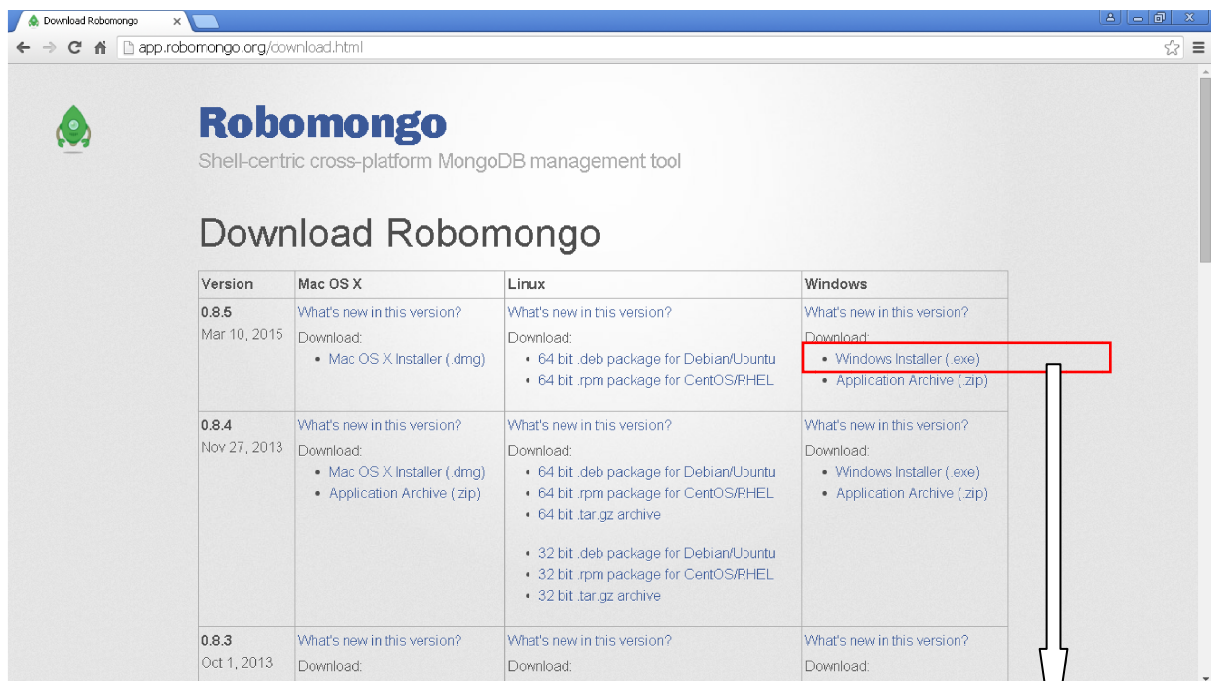 Download Robomongo
app.robomongo.org/download.html
Robomongo
Shell-centric cross-platform MongoDB management tool
Download Robomongo
Version Mac OS X Linux Windows
0.8.5 What's new in this version? What's new in this version? What's new in this version?
Mar 10, 2015 Download: Download: Download:
• Mac OS X Installer (.dmg) • 64 bit .deb package for Debian/Ubuntu • Windows Installer (.exe)
• 64 bit .rpm package for CentOS/RHEL • Application Archive (.zip)
0.8.4 What's new in this version? What's new in this version? What's new in this version?
Nov 27, 2013 Download: Download: Download:
• Mac OS X Installer (.dmg) • 64 bit .deb package for Debian/Ubuntu • Windows Installer (.exe)
• Application Archive (.zip) • 64 bit .rpm package for CentOS/RHEL • Application Archive (.zip)
• 64 bit .tar.gz archive
• 32 bit .deb package for Debian/Ubuntu
• 32 bit .rpm package for CentOS/RHEL
• 32 bit .tar.gz archive
0.8.3 What's new in this version? What's new in this version? What's new in this version?
Oct 1, 2013 Download: Download: Download: